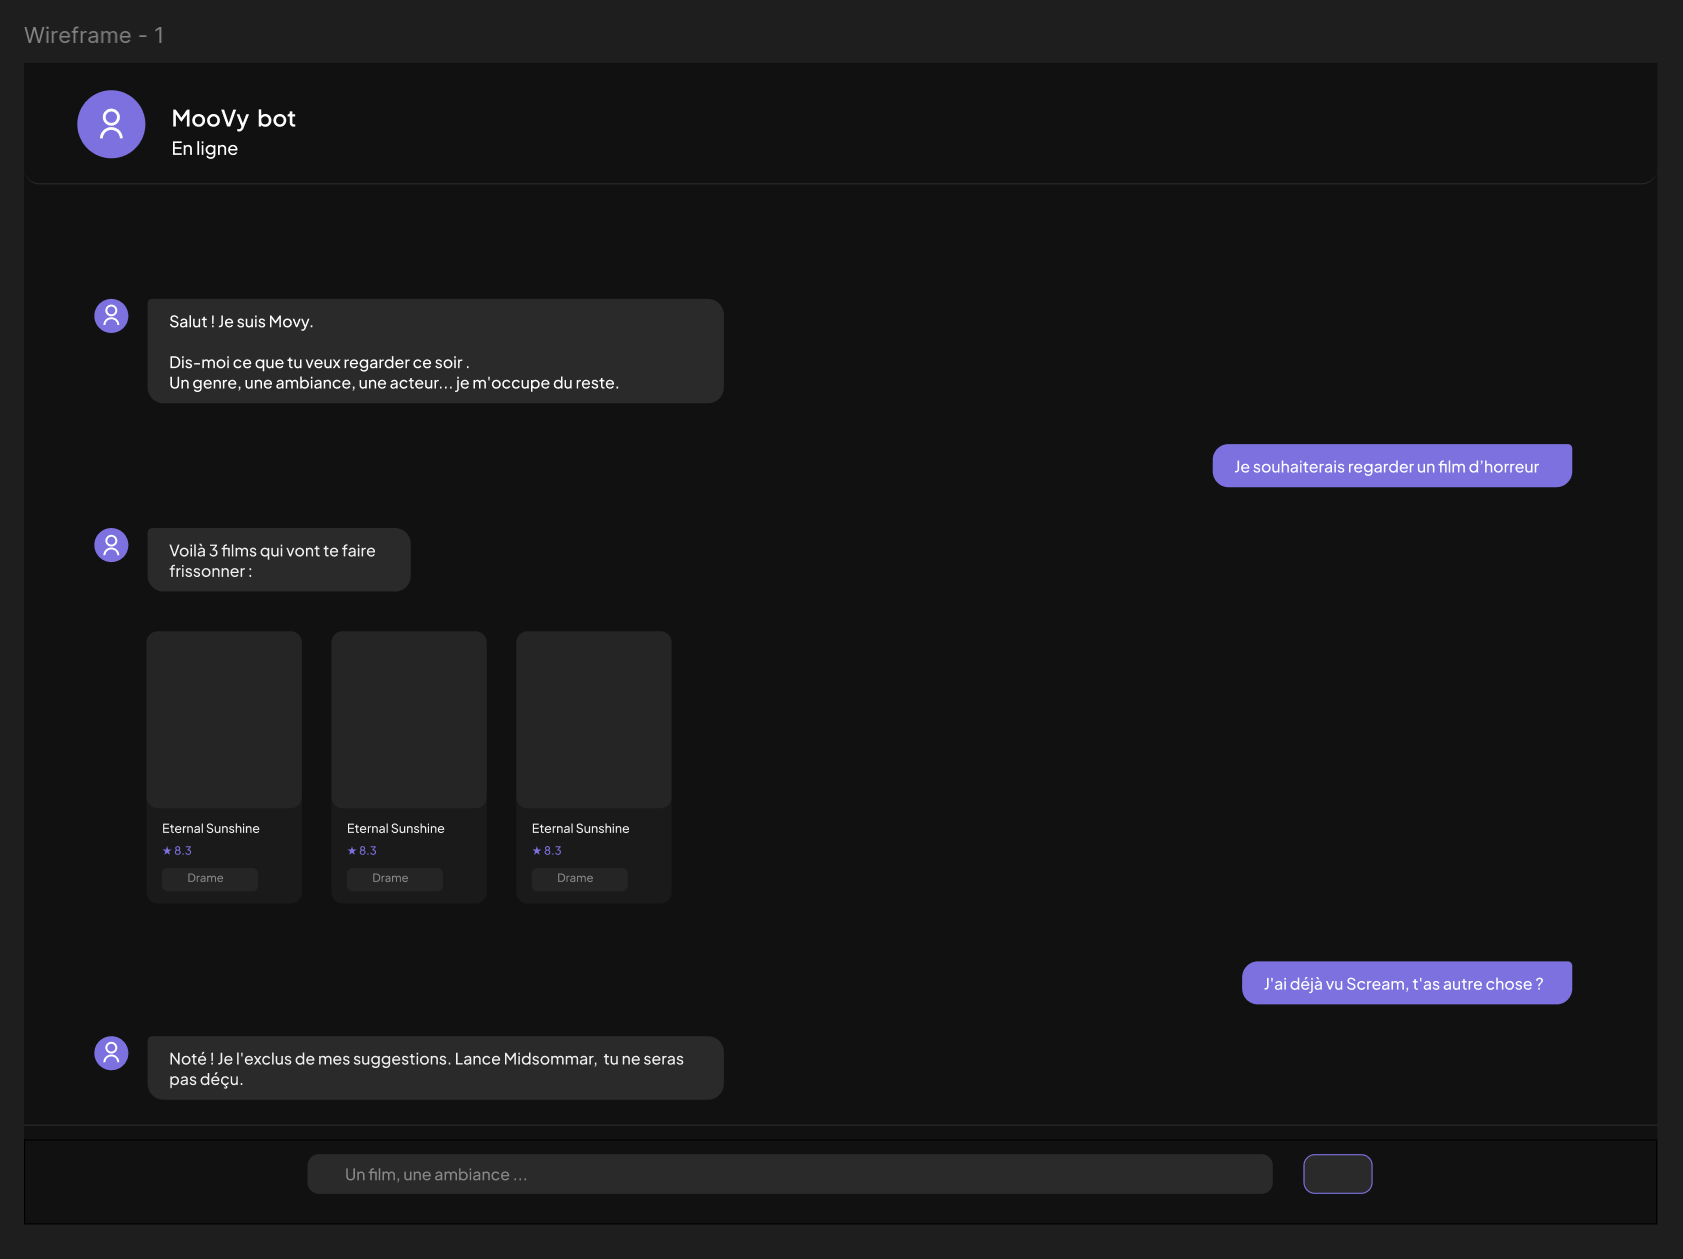 Wireframe - 1
MooVy bot
En ligne
Salut ! Je suis Movy.
Dis-moi ce que tu veux regarder ce soir .
Un genre, une ambiance, une acteur... je m'occupe du reste.
Je souhaiterais regarder un film d’horreur
Voilà 3 films qui vont te faire
frissonner :
Eternal Sunshine
★ 8.3
Drame
Eternal Sunshine
★ 8.3
Drame
Eternal Sunshine
★ 8.3
Drame
J'ai déjà vu Scream, t'as autre chose ?
Noté ! Je l'exclus de mes suggestions. Lance Midsommar,  tu ne seras
pas déçu.
Un film, une ambiance ...